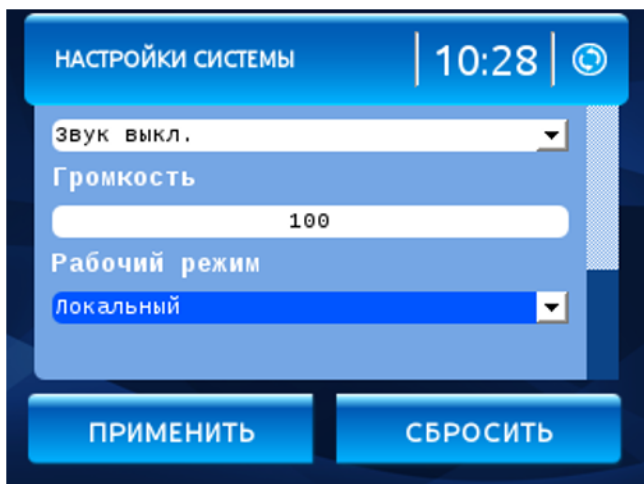 НАСТРОЙКИ СИСТЕМЫ 10:28
Звук выкл.
Громкость
100
Рабочий режим
Локальный
ПРИМЕНИТЬ СБРОСИТЬ